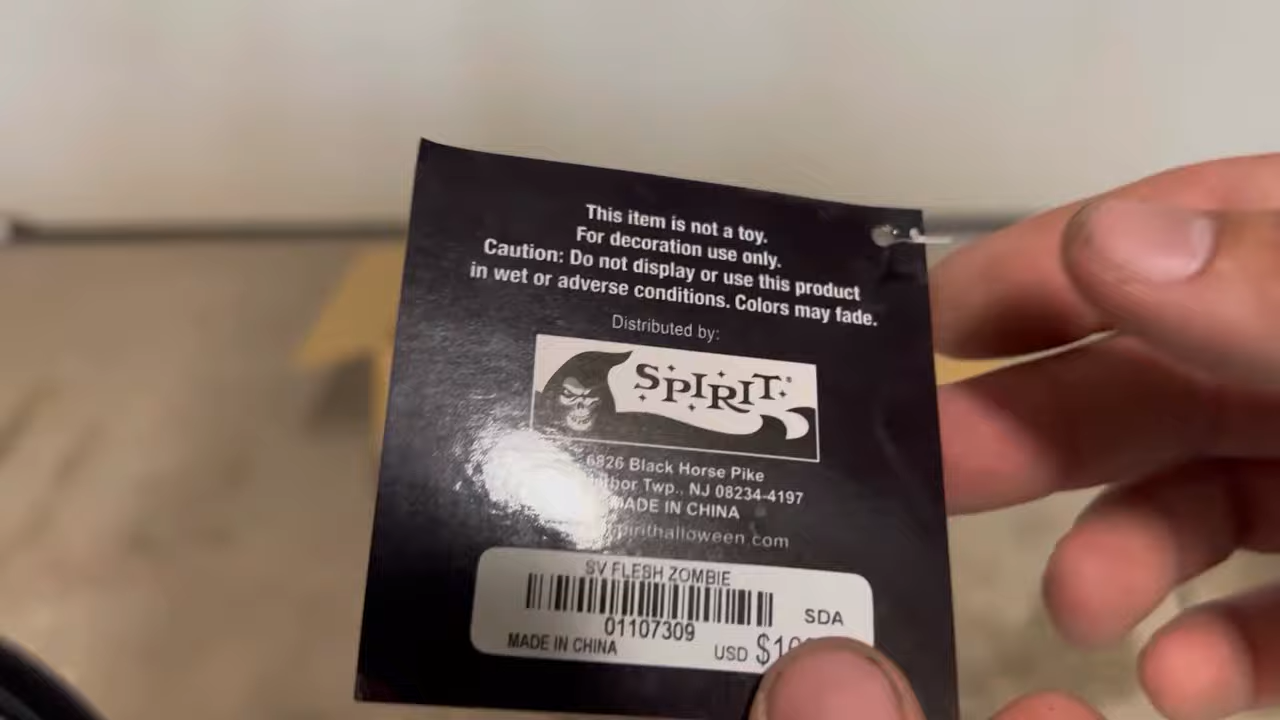 This item is not a toy.
For decoration use only.
Caution: Do not display or use this product
in wet or adverse conditions. Colors may fade.
Distributed by:
SPIRIT®
6826 Black Horse Pike
Twp., NJ 08234-4197
MADE IN CHINA
spirithalloween.com
SV FLESH ZOMBIE
SDA
01107309
MADE IN CHINA
USD